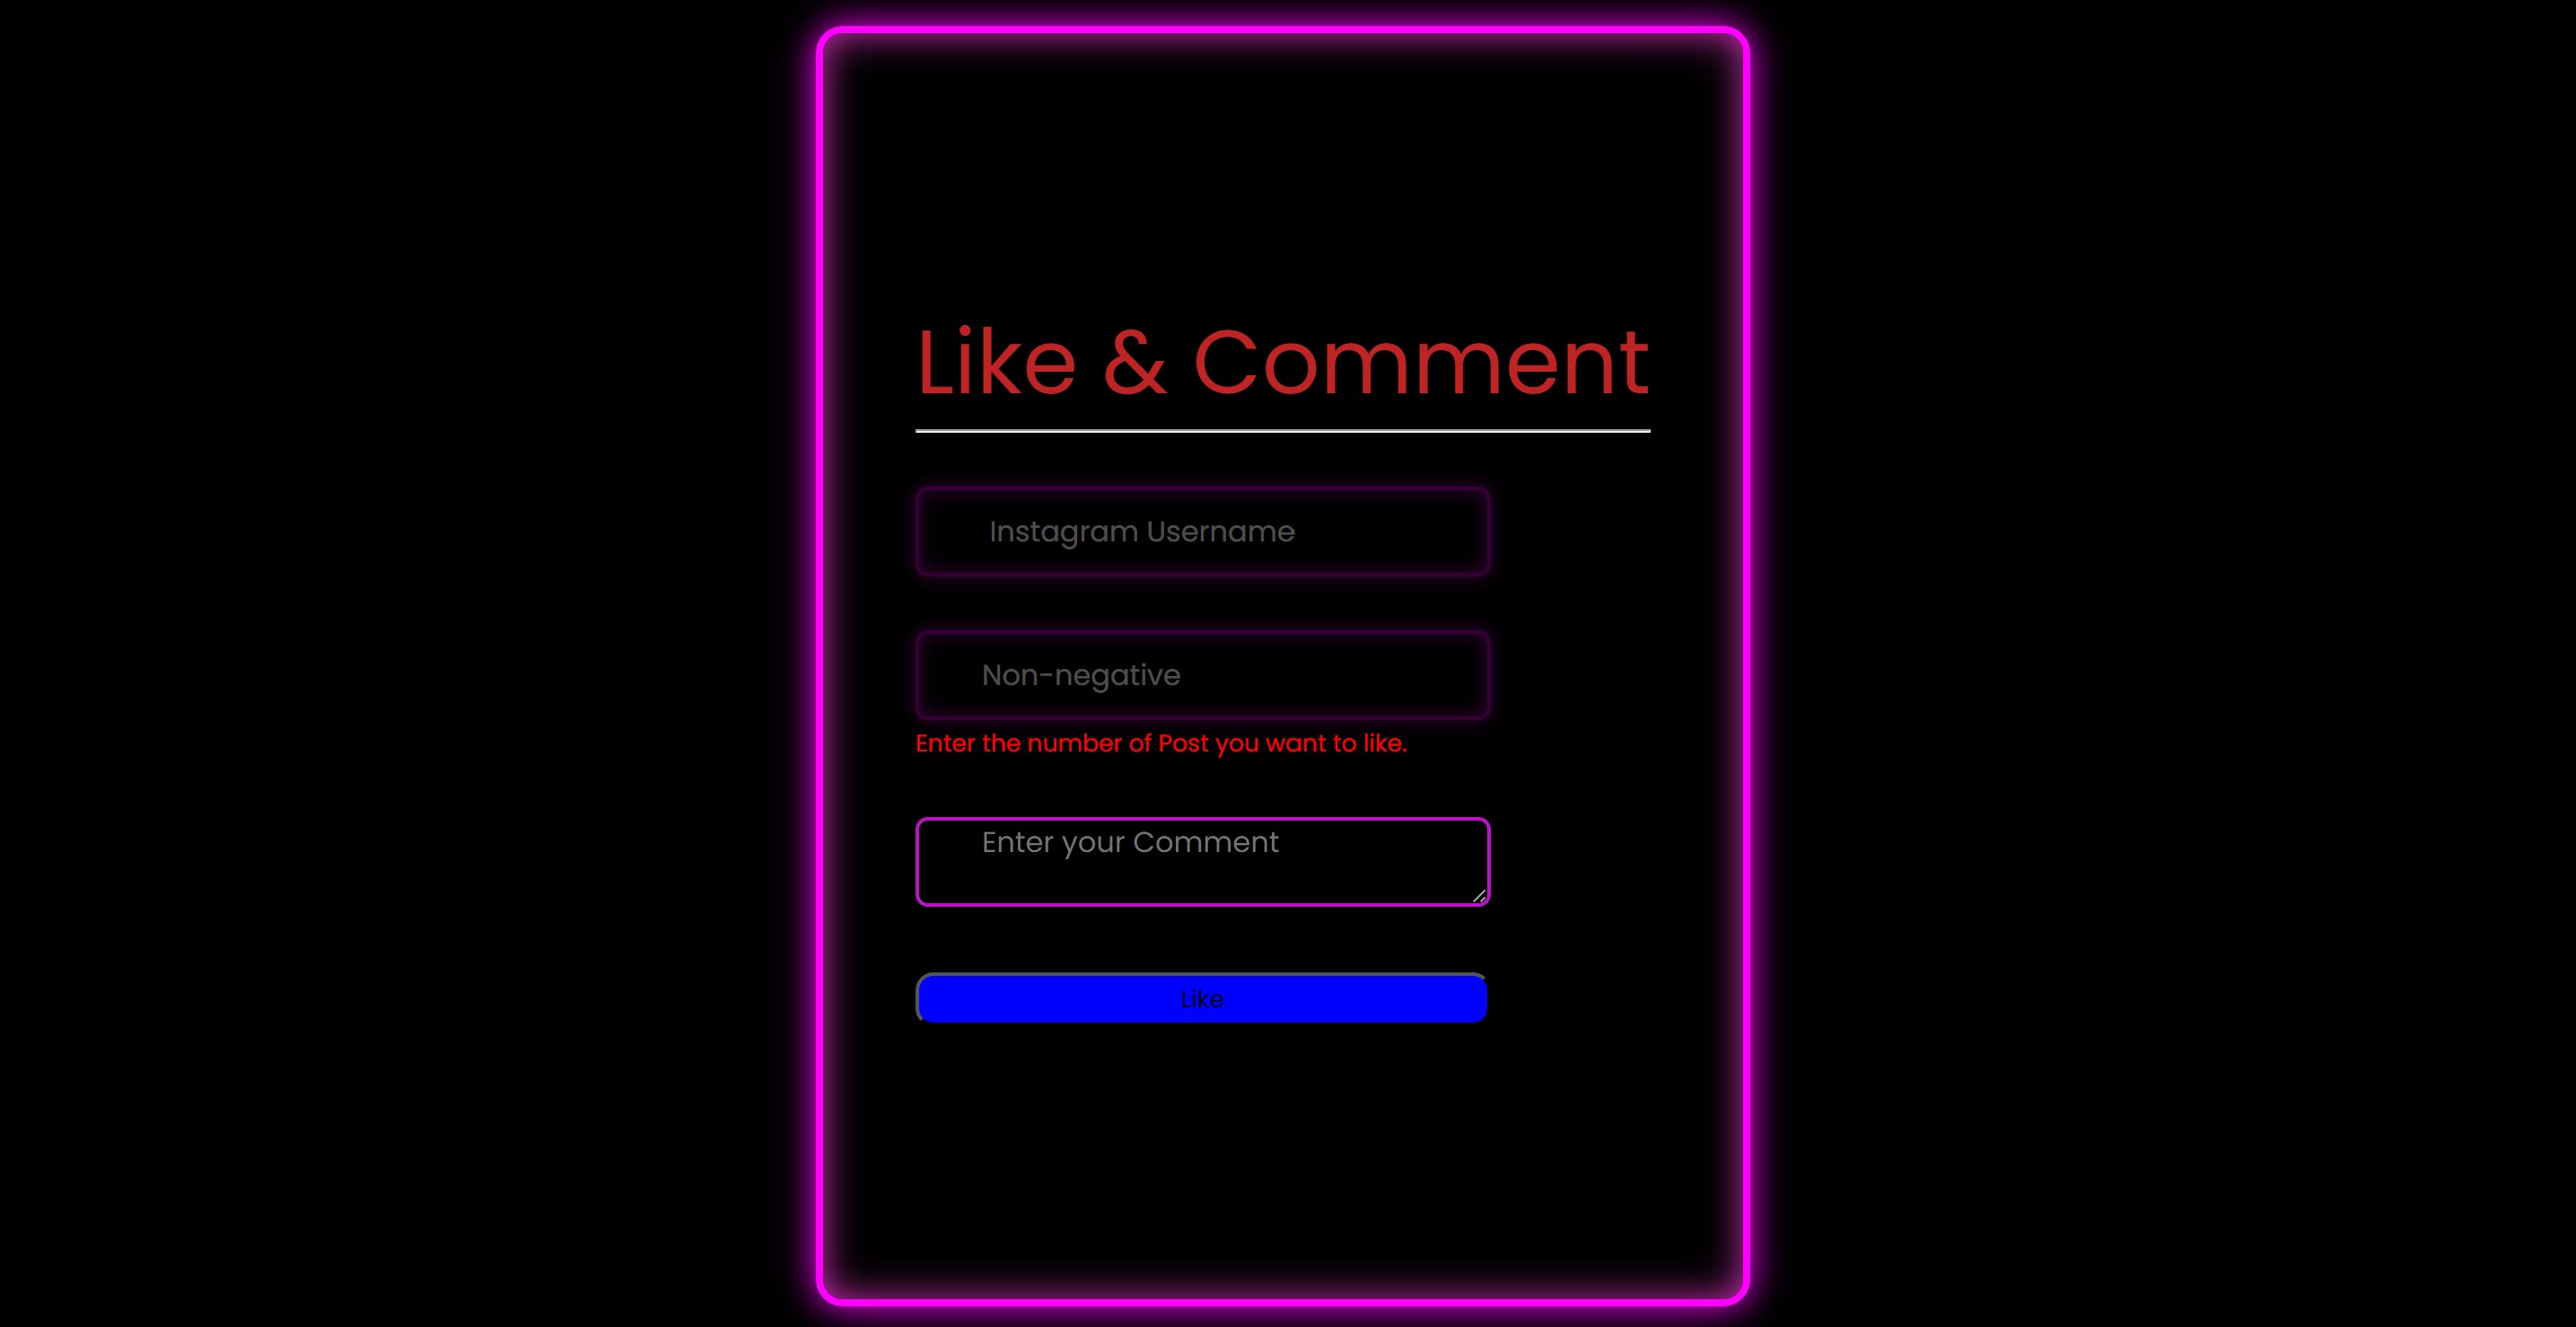 Like & Comment
Instagram Username
Non-negative
Enter the number of Post you want to like.
Enter your Comment
Like